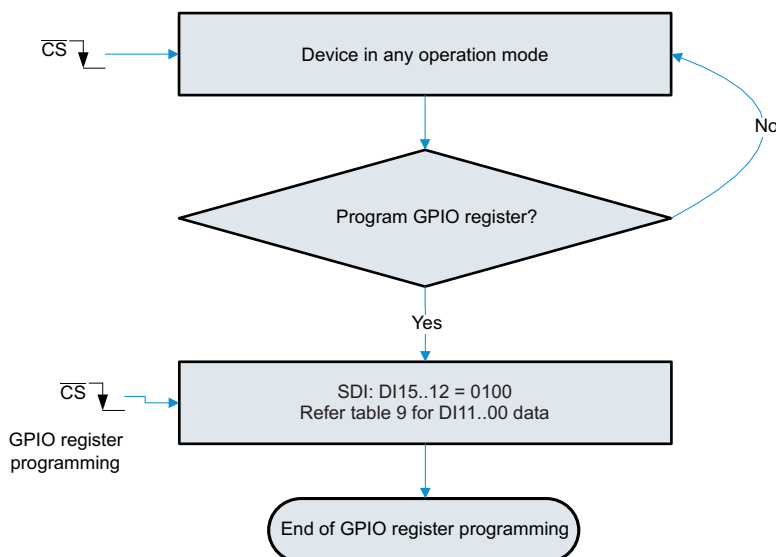 CS
Device in any operation mode
No
Program GPIO register?
Yes
CS
SDI: DI15..12 = 0100
Refer table 9 for DI11..00 data
GPIO register
programming
End of GPIO register programming